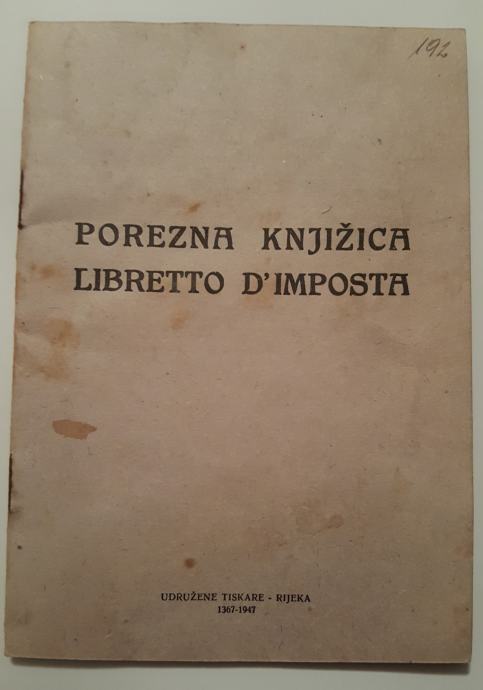 192
POREZNA KNJIŽICA
LIBRETTO D'IMPOSTA
UDRUŽENE TISKARE - RIJEKA
1367-1947